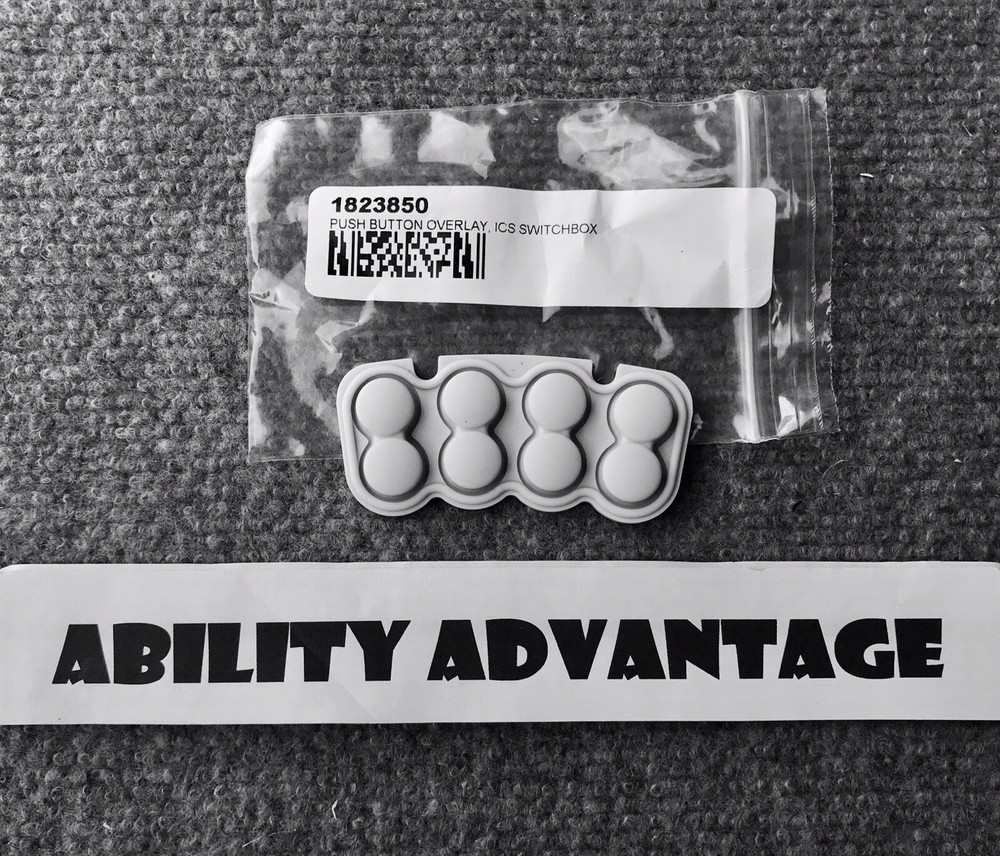 1823850
PUSH BUTTON OVERLAY, ICS SWITCHBOX
ABILITY ADVANTAGE